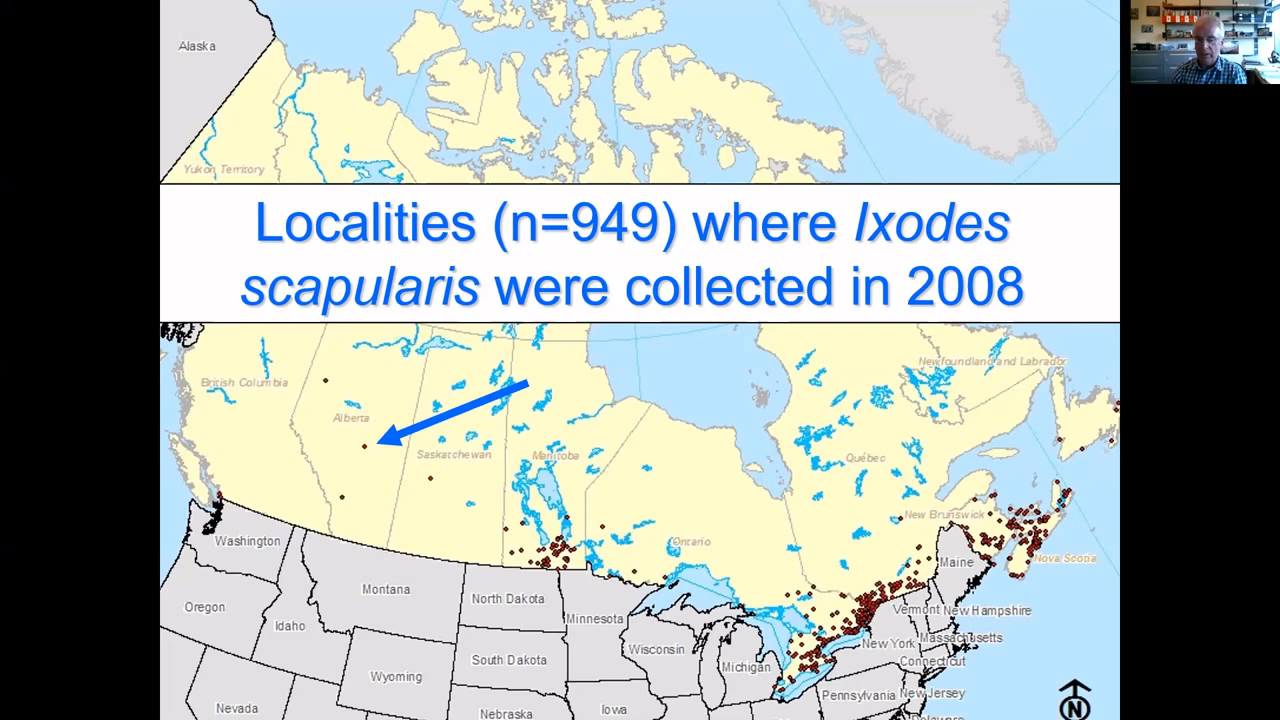 Alaska
Yukon Territory
Localities (n=949) where Ixodes
scapularis were collected in 2008
British Columbia
Alberta
Saskatchewan
Manitoba
Ontario
Québec
Newfoundland and Labrador
New Brunswick
Nova Scotia
Washington
Montana
North Dakota
Minnesota
Maine
Oregon
Idaho
Wyoming
South Dakota
Wisconsin
Michigan
Vermont
New Hampshire
New York
Massachusetts
Connecticut
Nevada
Nebraska
Iowa
Pennsylvania
New Jersey
Delaware
N